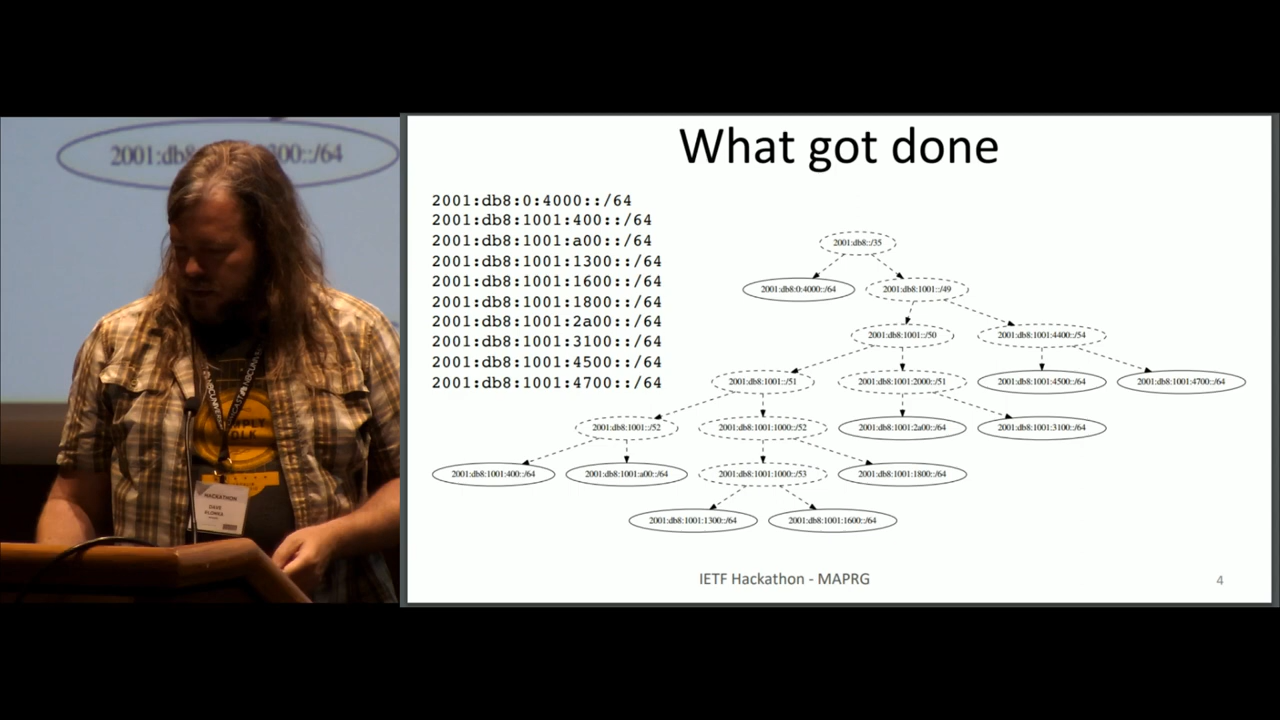 2001:db8
300::/64
NBCUNIVERSAL
HACKATHON
DAVE
What got done
2001:db8:0:4000::/64
2001:db8:1001:400::/64
2001:db8:1001:a00::/64
2001:db8:1001:1300::/64
2001:db8:1001:1600::/64
2001:db8:1001:1800::/64
2001:db8:1001:2a00::/64
2001:db8:1001:3100::/64
2001:db8:1001:4500::/64
2001:db8:1001:4700::/64
2001:db8::/35
2001:db8:0:4000::/64
2001:db8:1001::/49
2001:db8:1001::/50
2001:db8:1001:4400::/54
2001:db8:1001::/51
2001:db8:1001:2000::/51
2001:db8:1001:4500::/64
2001:db8:1001:4700::/64
2001:db8:1001::/52
2001:db8:1001:1000::/52
2001:db8:1001:2a00::/64
2001:db8:1001:3100::/64
2001:db8:1001:400::/64
2001:db8:1001:a00::/64
2001:db8:1001:1000::/53
2001:db8:1001:1800::/64
2001:db8:1001:1300::/64
2001:db8:1001:1600::/64
IETF Hackathon - MAPRG
4